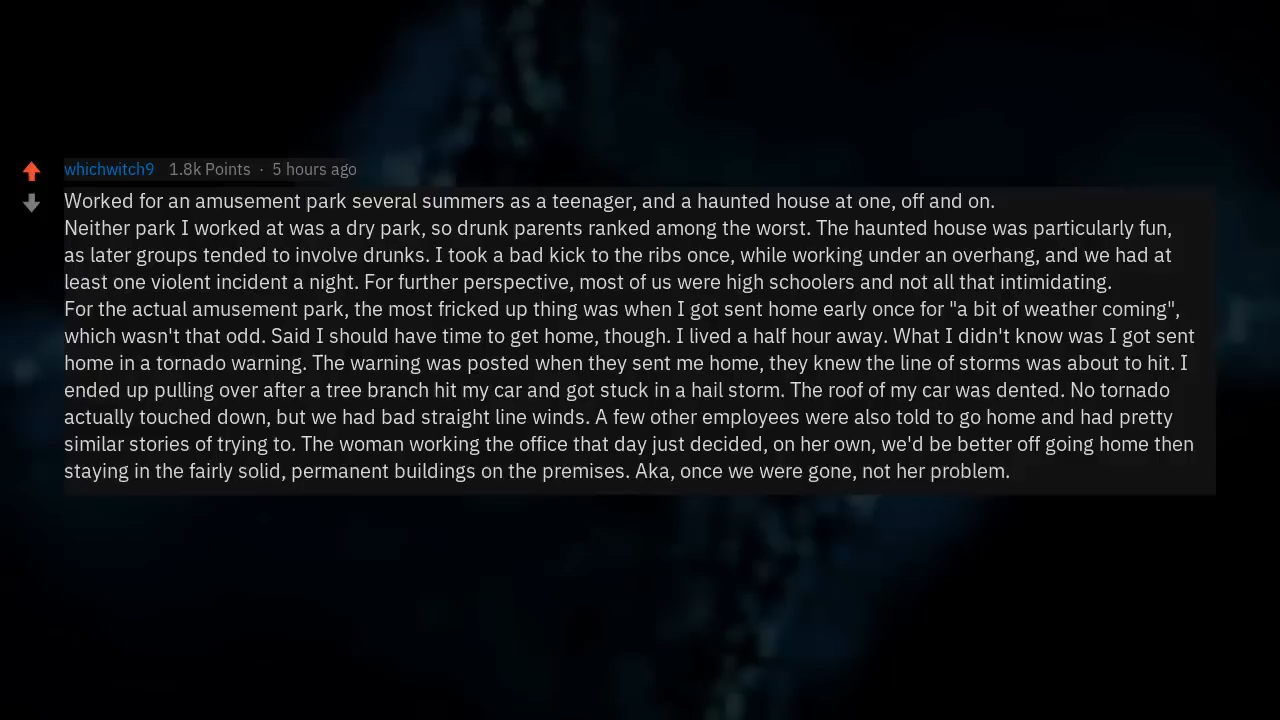 whichwitch9 1.8k Points · 5 hours ago
Worked for an amusement park several summers as a teenager, and a haunted house at one, off and on.
Neither park I worked at was a dry park, so drunk parents ranked among the worst. The haunted house was particularly fun,
as later groups tended to involve drunks. I took a bad kick to the ribs once, while working under an overhang, and we had at
least one violent incident a night. For further perspective, most of us were high schoolers and not all that intimidating.
For the actual amusement park, the most fricked up thing was when I got sent home early once for "a bit of weather coming",
which wasn't that odd. Said I should have time to get home, though. I lived a half hour away. What I didn't know was I got sent
home in a tornado warning. The warning was posted when they sent me home, they knew the line of storms was about to hit. I
ended up pulling over after a tree branch hit my car and got stuck in a hail storm. The roof of my car was dented. No tornado
actually touched down, but we had bad straight line winds. A few other employees were also told to go home and had pretty
similar stories of trying to. The woman working the office that day just decided, on her own, we'd be better off going home then
staying in the fairly solid, permanent buildings on the premises. Aka, once we were gone, not her problem.